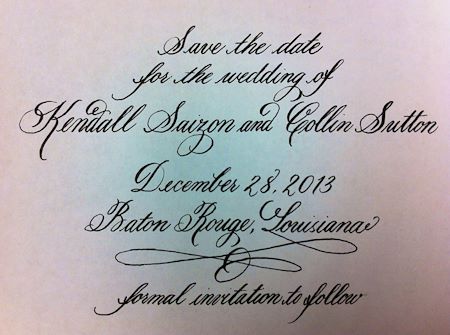 Save the date
for the wedding of
Kendall Saizon and Collin Sutton
December 28, 2013
Baton Rouge, Louisiana
formal invitation to follow